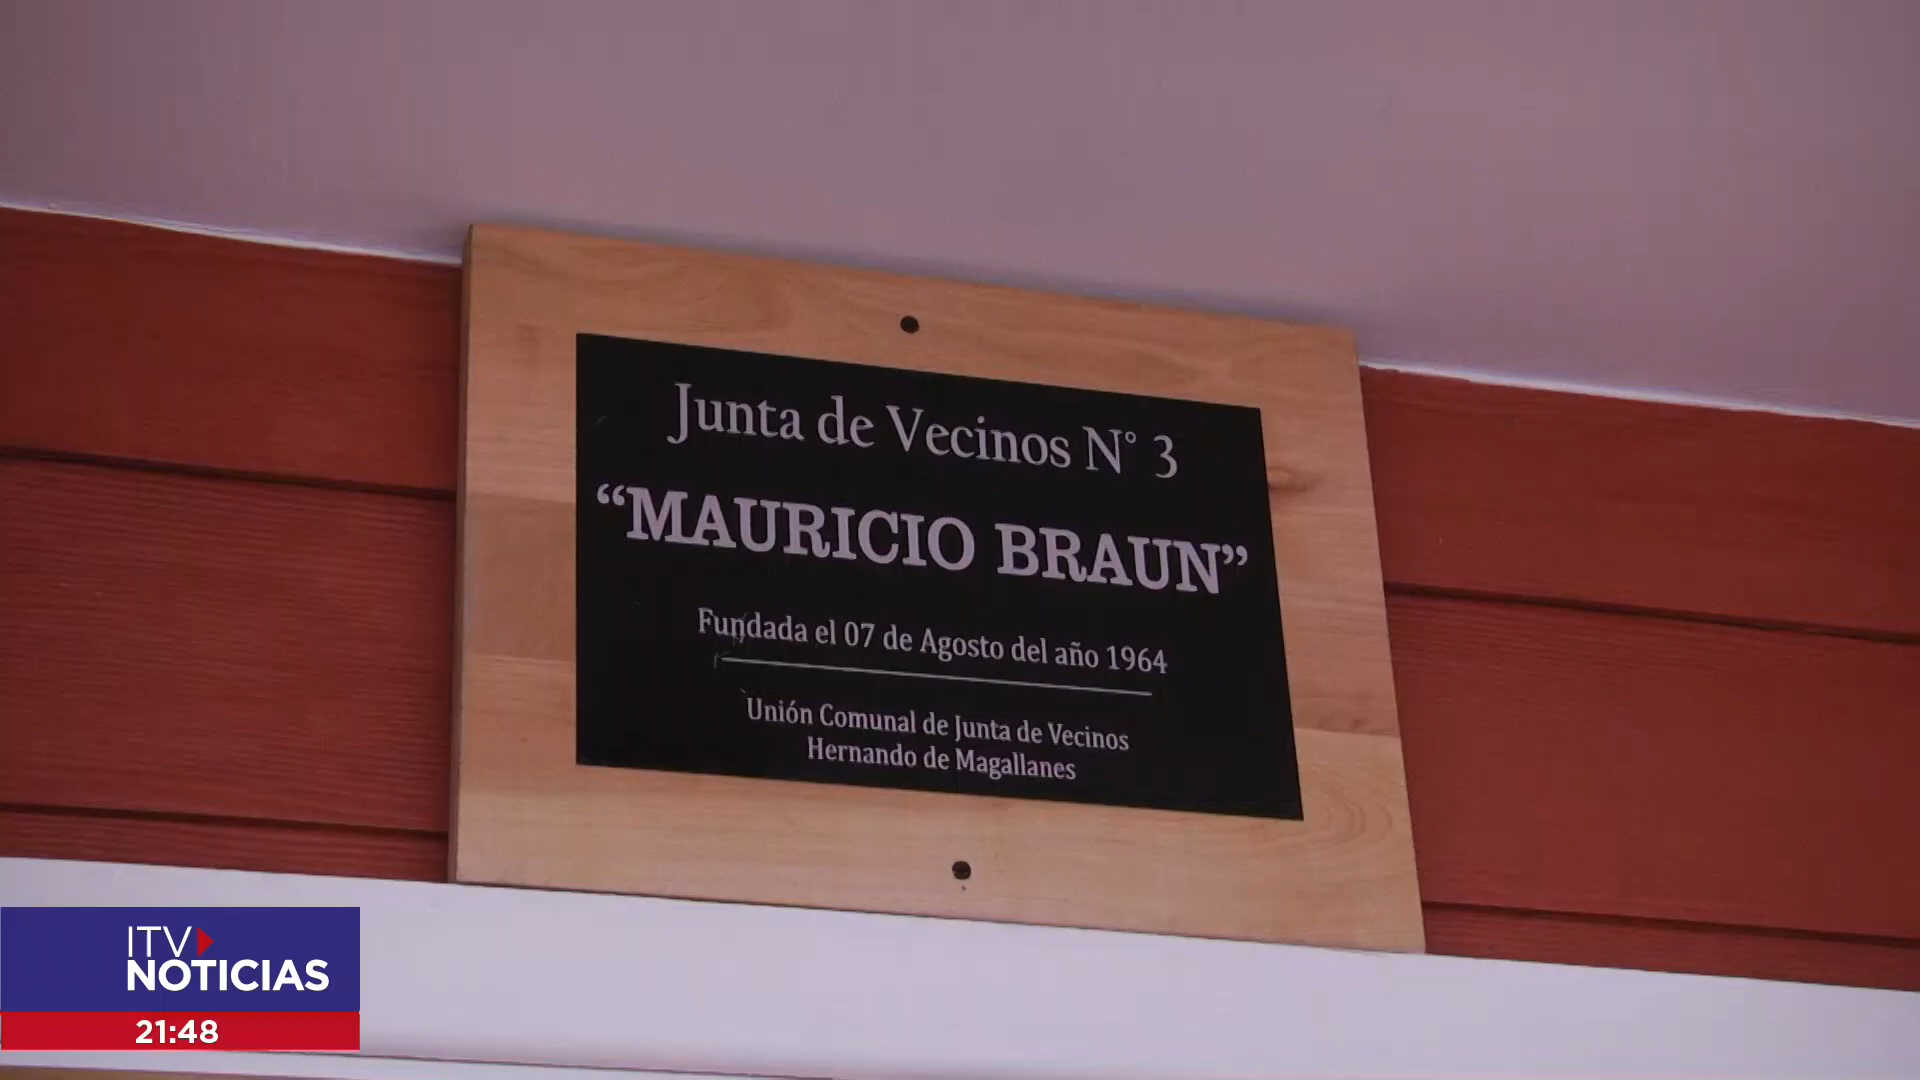 Junta de Vecinos N° 3
“MAURICIO BRAUN”
Fundada el 07 de Agosto del año 1964
Unión Comunal de Junta de Vecinos
Hernando de Magallanes
ITV
NOTICIAS
21:48